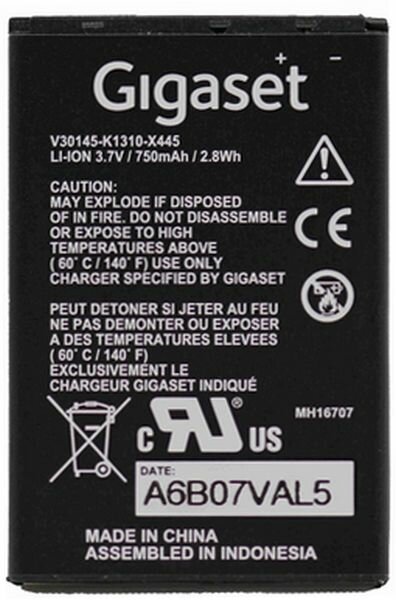 + -
Gigaset
V30145-K1310-X445
LI-ION 3.7V / 750mAh / 2.8Wh
CAUTION:
MAY EXPLODE IF DISPOSED
OF IN FIRE. DO NOT DISASSEMBLE
OR EXPOSE TO HIGH
TEMPERATURES ABOVE
( 60°C / 140°F ) USE ONLY
CHARGER SPECIFIED BY GIGASET
CE
PEUT DETONER SI JETER AU FEU
NE PAS DEMONTER OU EXPOSER
A DES TEMPERATURES ELEVEES
( 60°C / 140°F )
EXCLUSIVEMENT LE
CHARGEUR GIGASET INDIQUÉ
MH16707
c RU US
DATE:
A6B07VAL5
MADE IN CHINA
ASSEMBLED IN INDONESIA